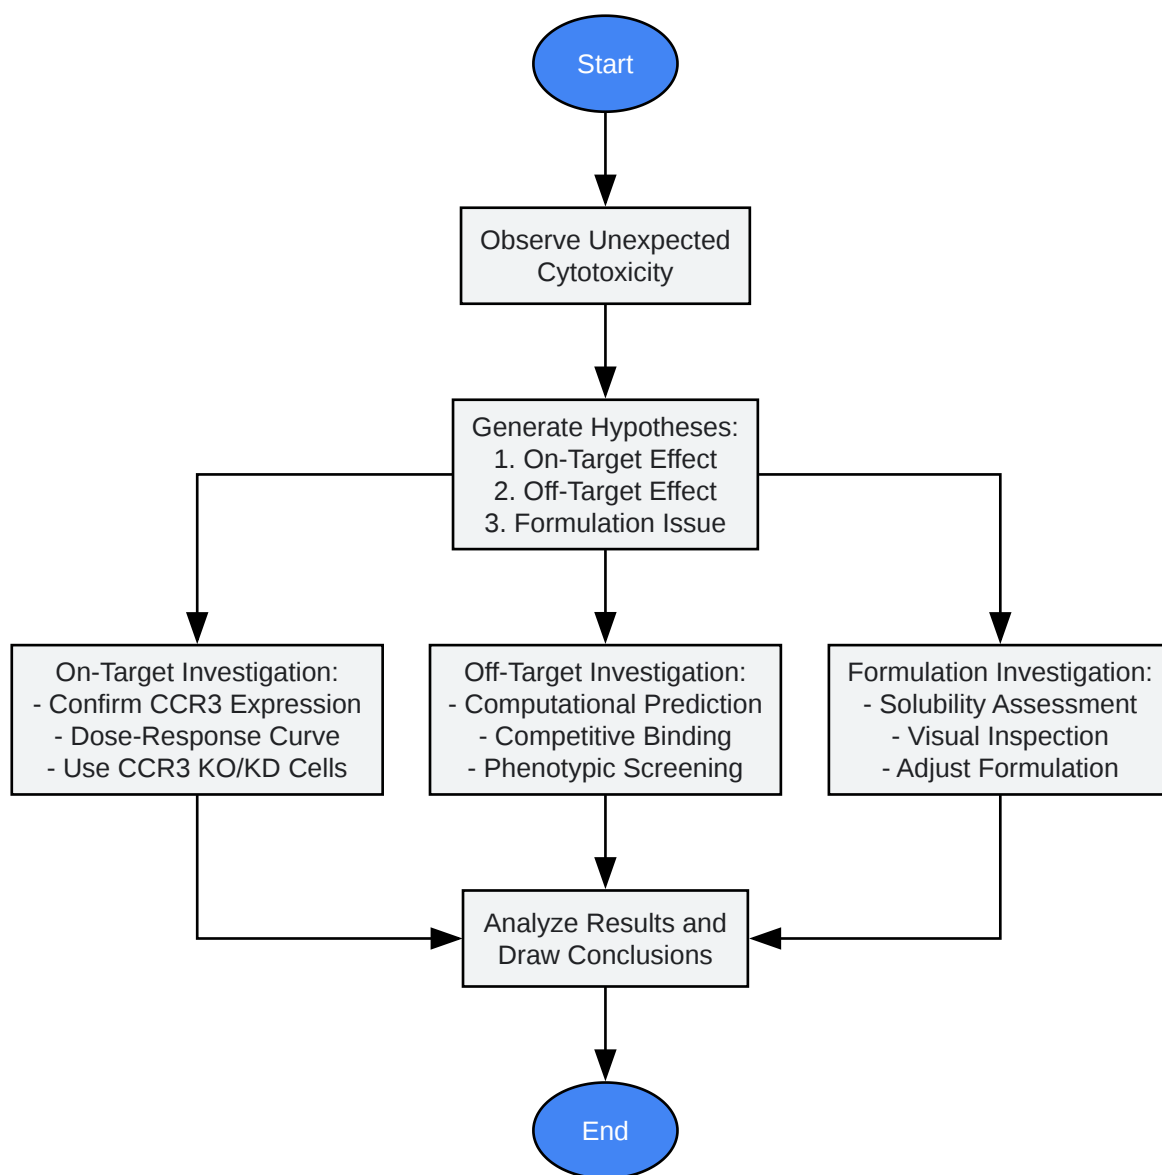 Start
Observe Unexpected
Cytotoxicity
Generate Hypotheses:
1. On-Target Effect
2. Off-Target Effect
3. Formulation Issue
On-Target Investigation:
- Confirm CCR3 Expression
- Dose-Response Curve
- Use CCR3 KO/KD Cells
Off-Target Investigation:
- Computational Prediction
- Competitive Binding
- Phenotypic Screening
Formulation Investigation:
- Solubility Assessment
- Visual Inspection
- Adjust Formulation
Analyze Results and
Draw Conclusions
End